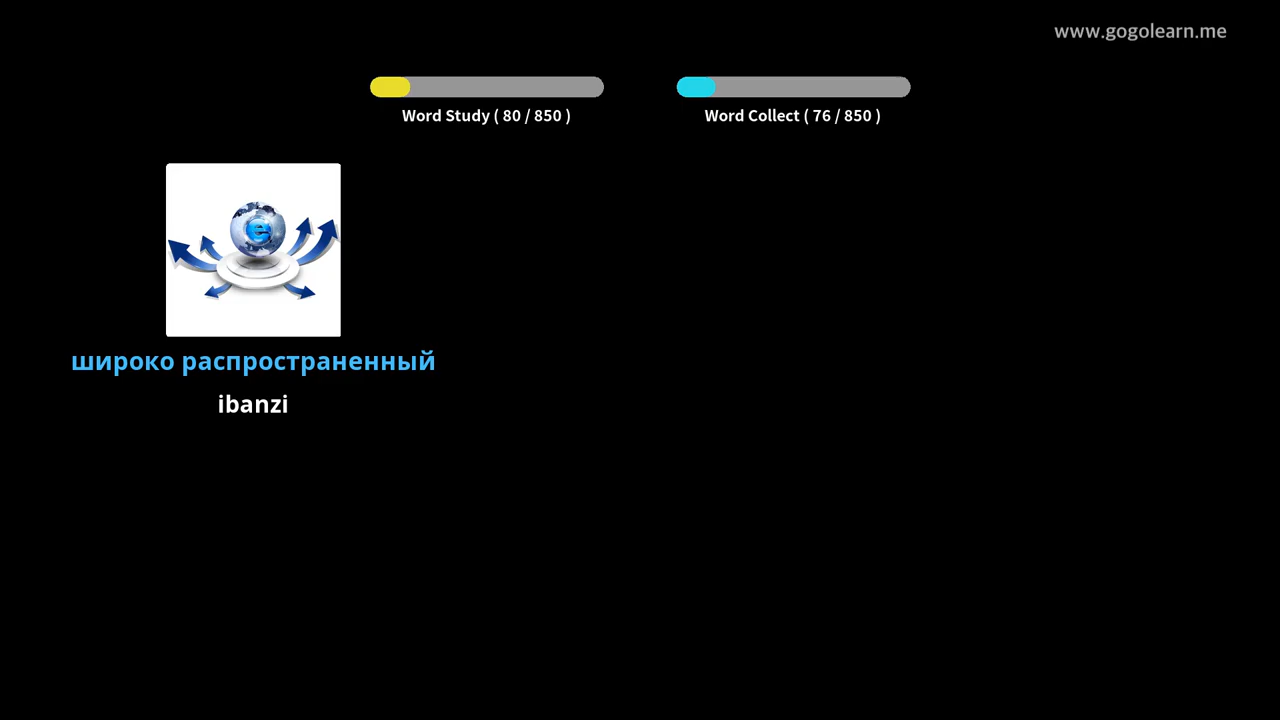 www.gogolearn.me
Word Study ( 80 / 850 )
Word Collect ( 76 / 850 )
e
широко распространенный
ibanzi